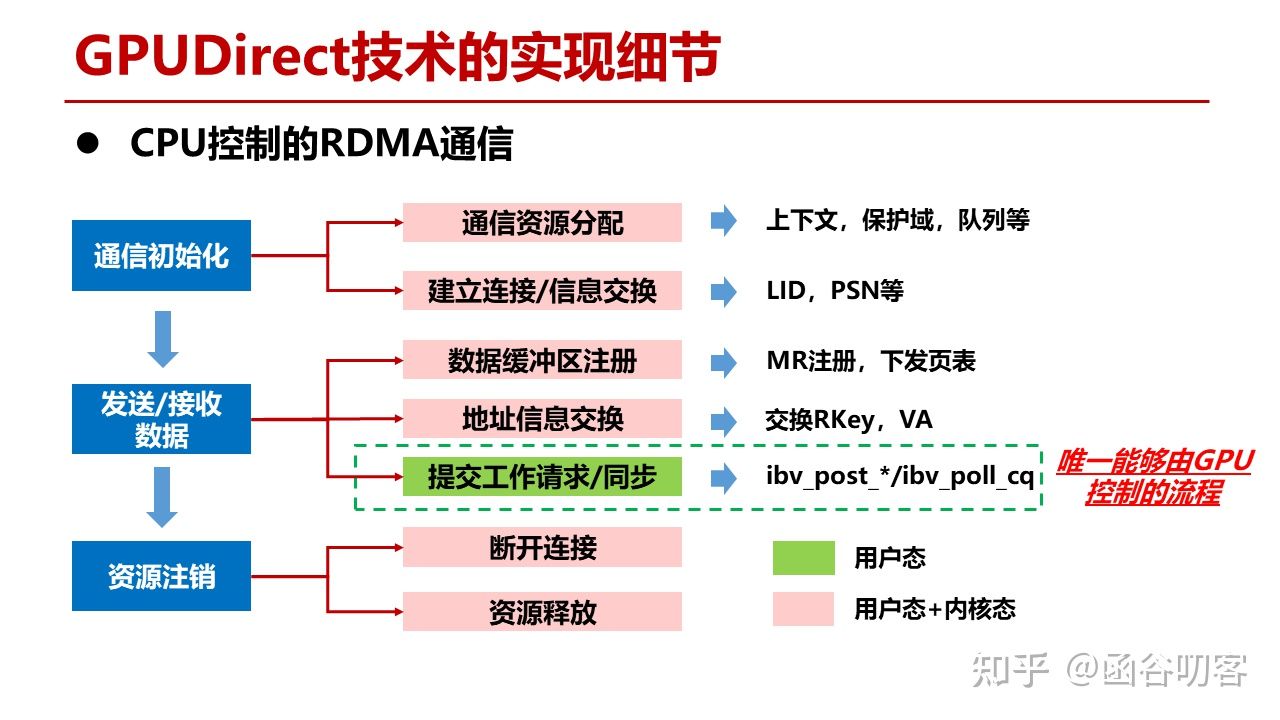 GPUDirect技术的实现细节
● CPU控制的RDMA通信
通信初始化
通信资源分配
上下文，保护域，队列等
建立连接/信息交换
LID，PSN等
发送/接收
数据
数据缓冲区注册
MR注册，下发页表
地址信息交换
交换RKey，VA
提交工作请求/同步
ibv_post_*/ibv_poll_cq
唯一能够由GPU
控制的流程
资源注销
断开连接
资源释放
用户态
用户态+内核态
知乎 @函谷叨客